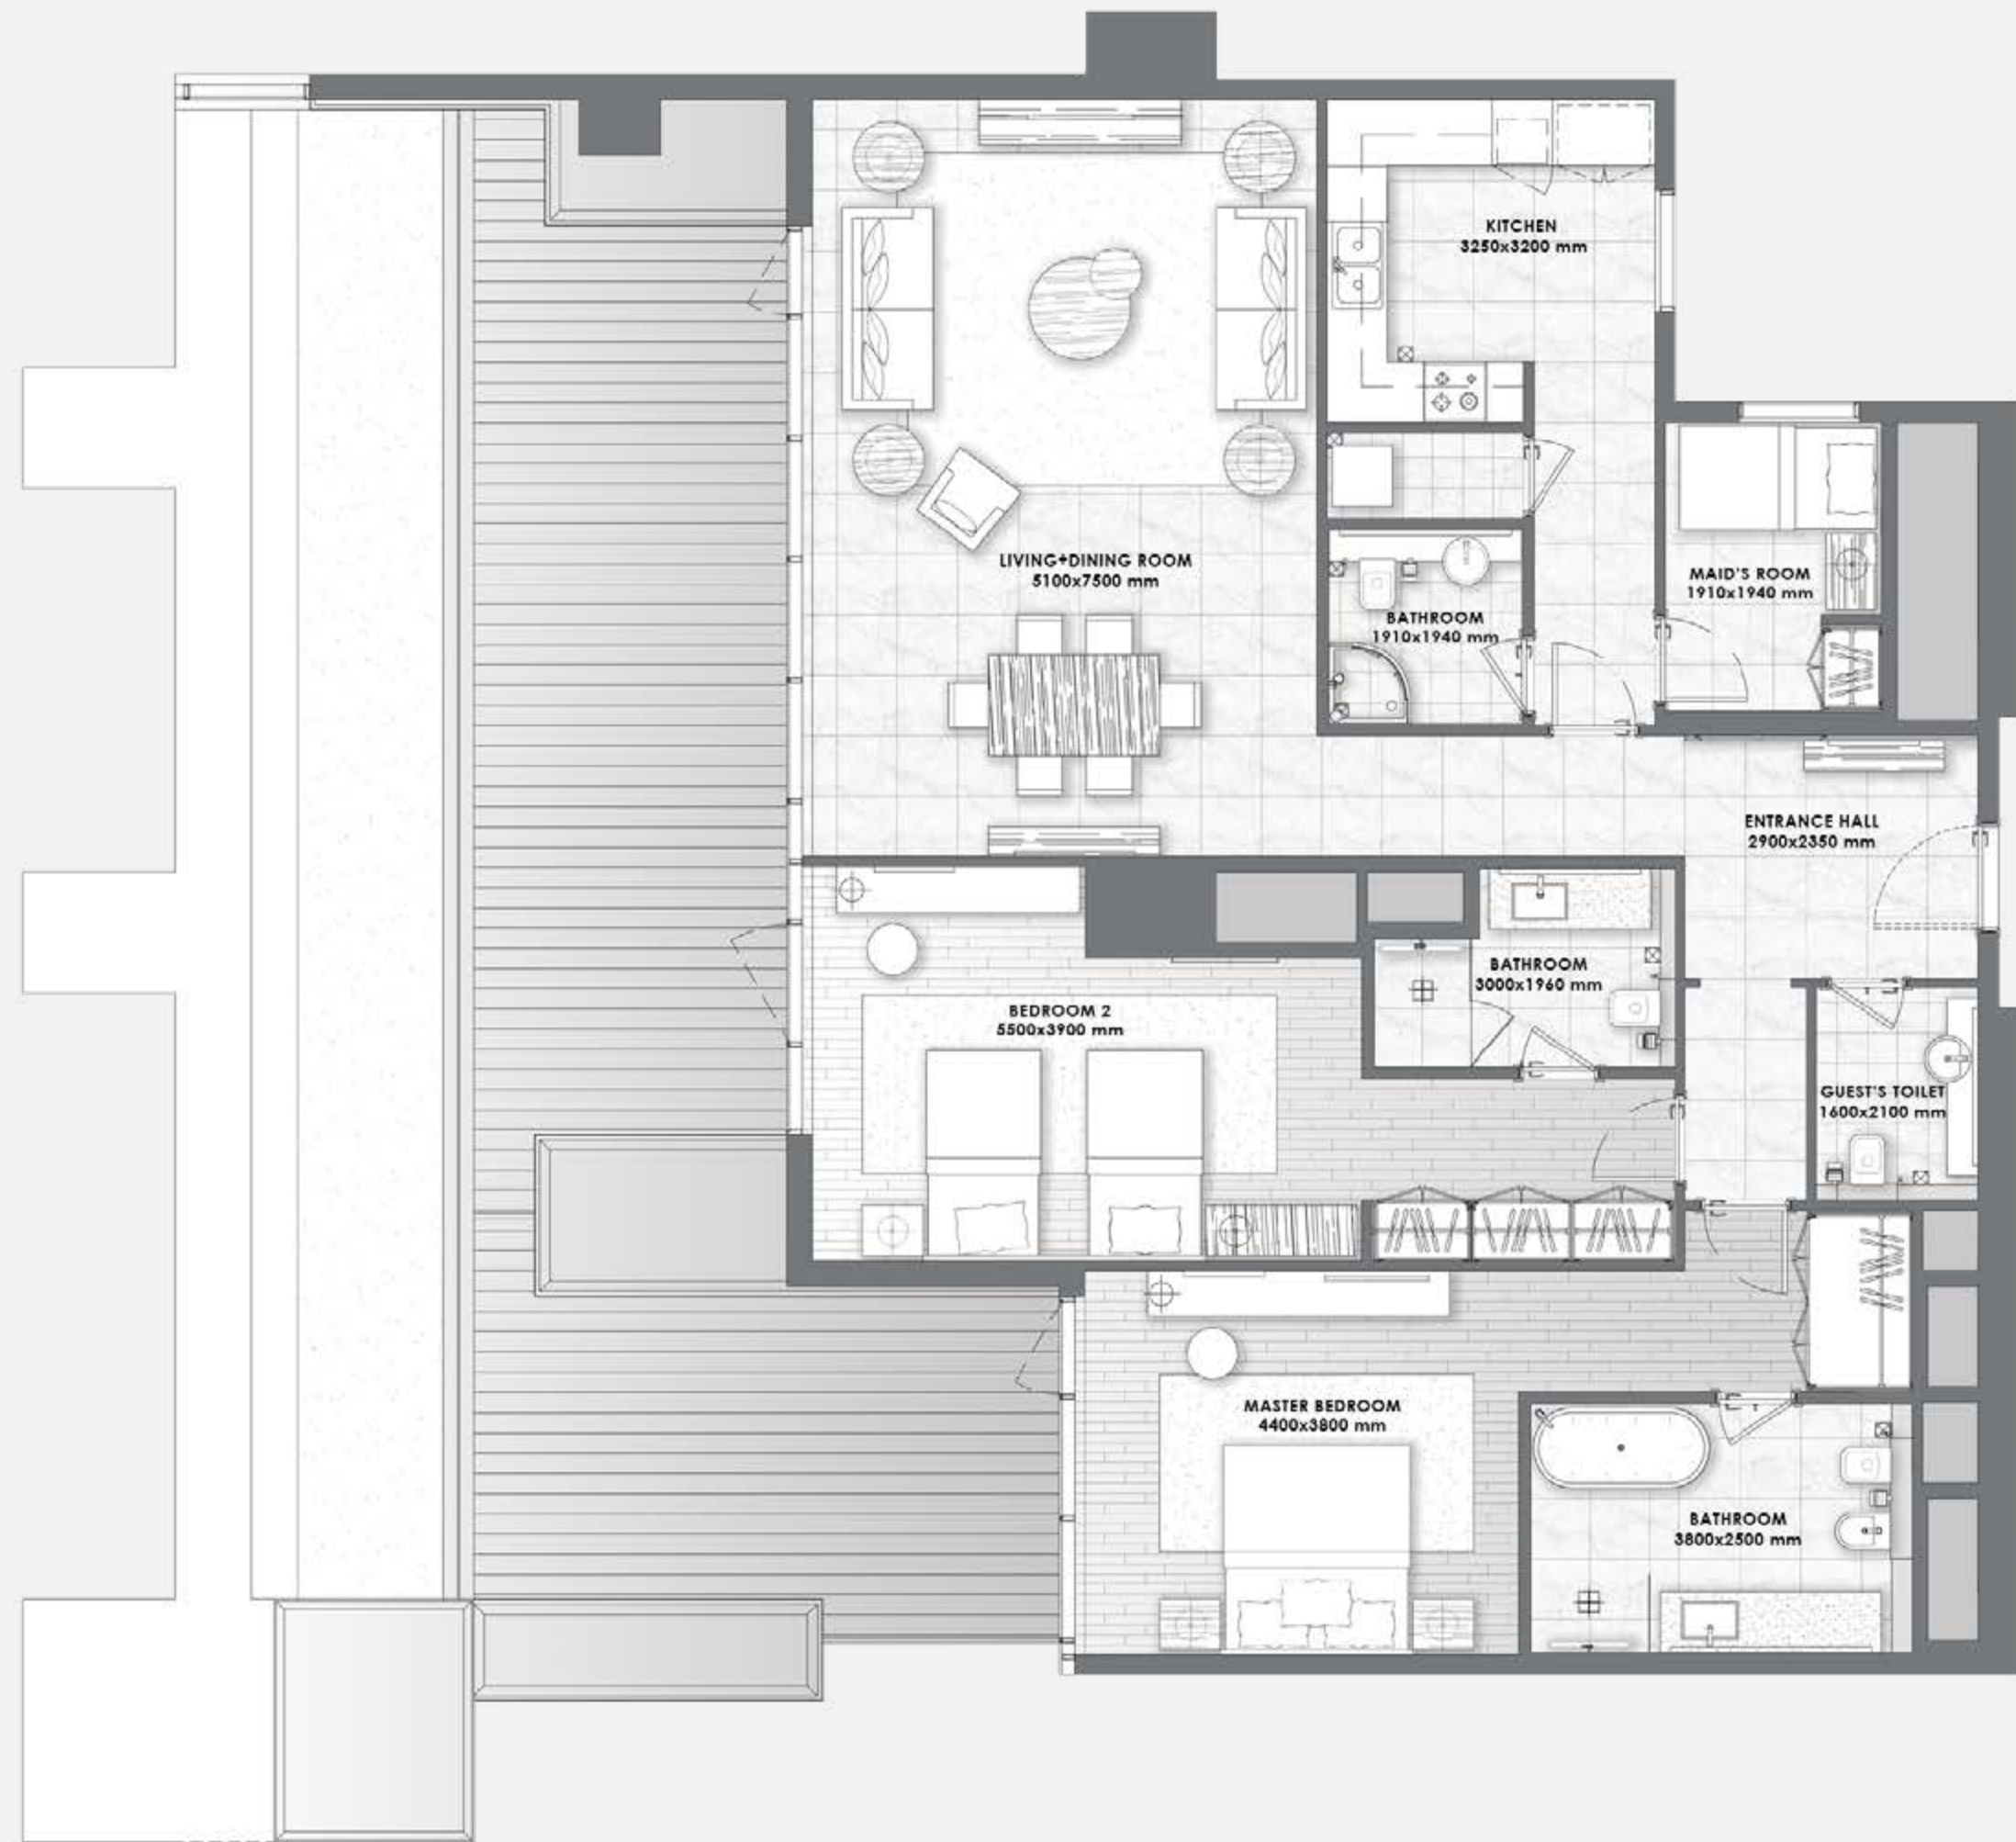 KITCHEN
3250x3200 mm
LIVING+DINING ROOM
5100x7500 mm
MAID'S ROOM
1910x1940 mm
BATHROOM
1910x1940 mm
ENTRANCE HALL
2900x2350 mm
BATHROOM
3000x1960 mm
BEDROOM 2
5500x3900 mm
GUEST'S TOILET
1600x2100 mm
MASTER BEDROOM
4400x3800 mm
BATHROOM
3800x2500 mm